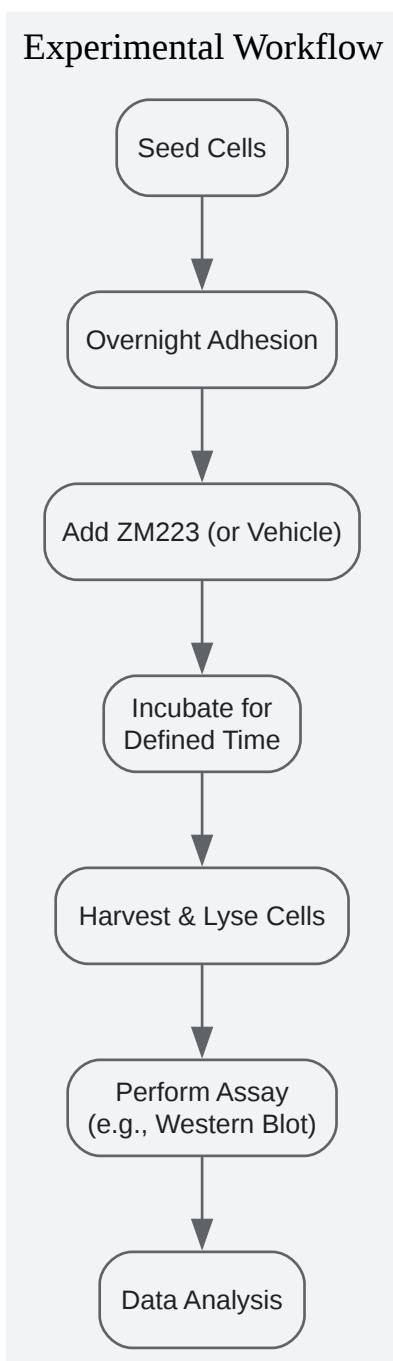 Experimental Workflow
Seed Cells
Overnight Adhesion
Add ZM223 (or Vehicle)
Incubate for
Defined Time
Harvest & Lyse Cells
Perform Assay
(e.g., Western Blot)
Data Analysis